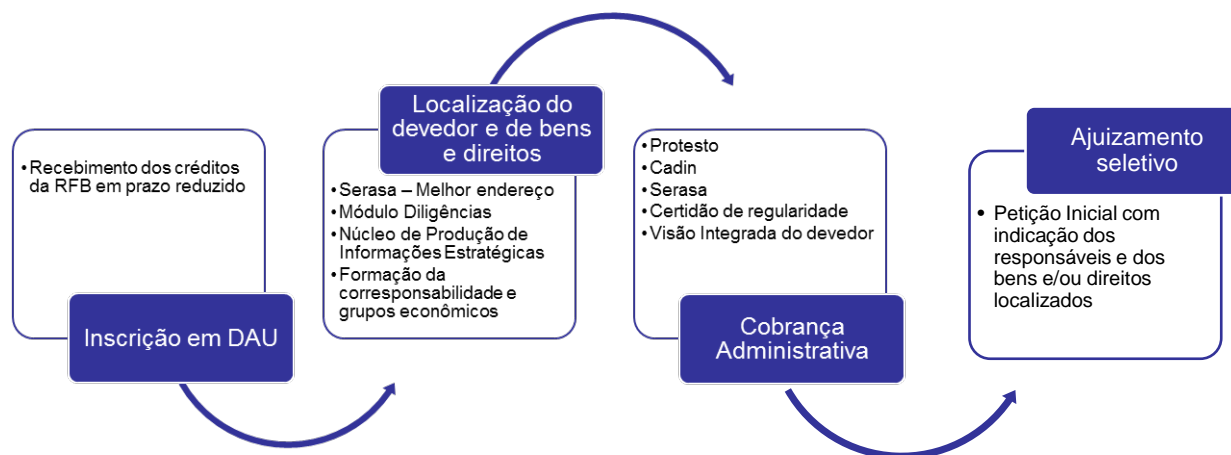 • Recebimento dos créditos
da RFB em prazo reduzido
Inscrição em DAU
Localização do
devedor e de bens
e direitos
• Serasa – Melhor endereço
• Módulo Diligências
• Núcleo de Produção de
Informações Estratégicas
• Formação da
corresponsabilidade e
grupos econômicos
• Protesto
• Cadin
• Serasa
• Certidão de regularidade
• Visão Integrada do devedor
Cobrança
Administrativa
Ajuizamento
seletivo
• Petição Inicial com
indicação dos
responsáveis e dos
bens e/ou direitos
localizados